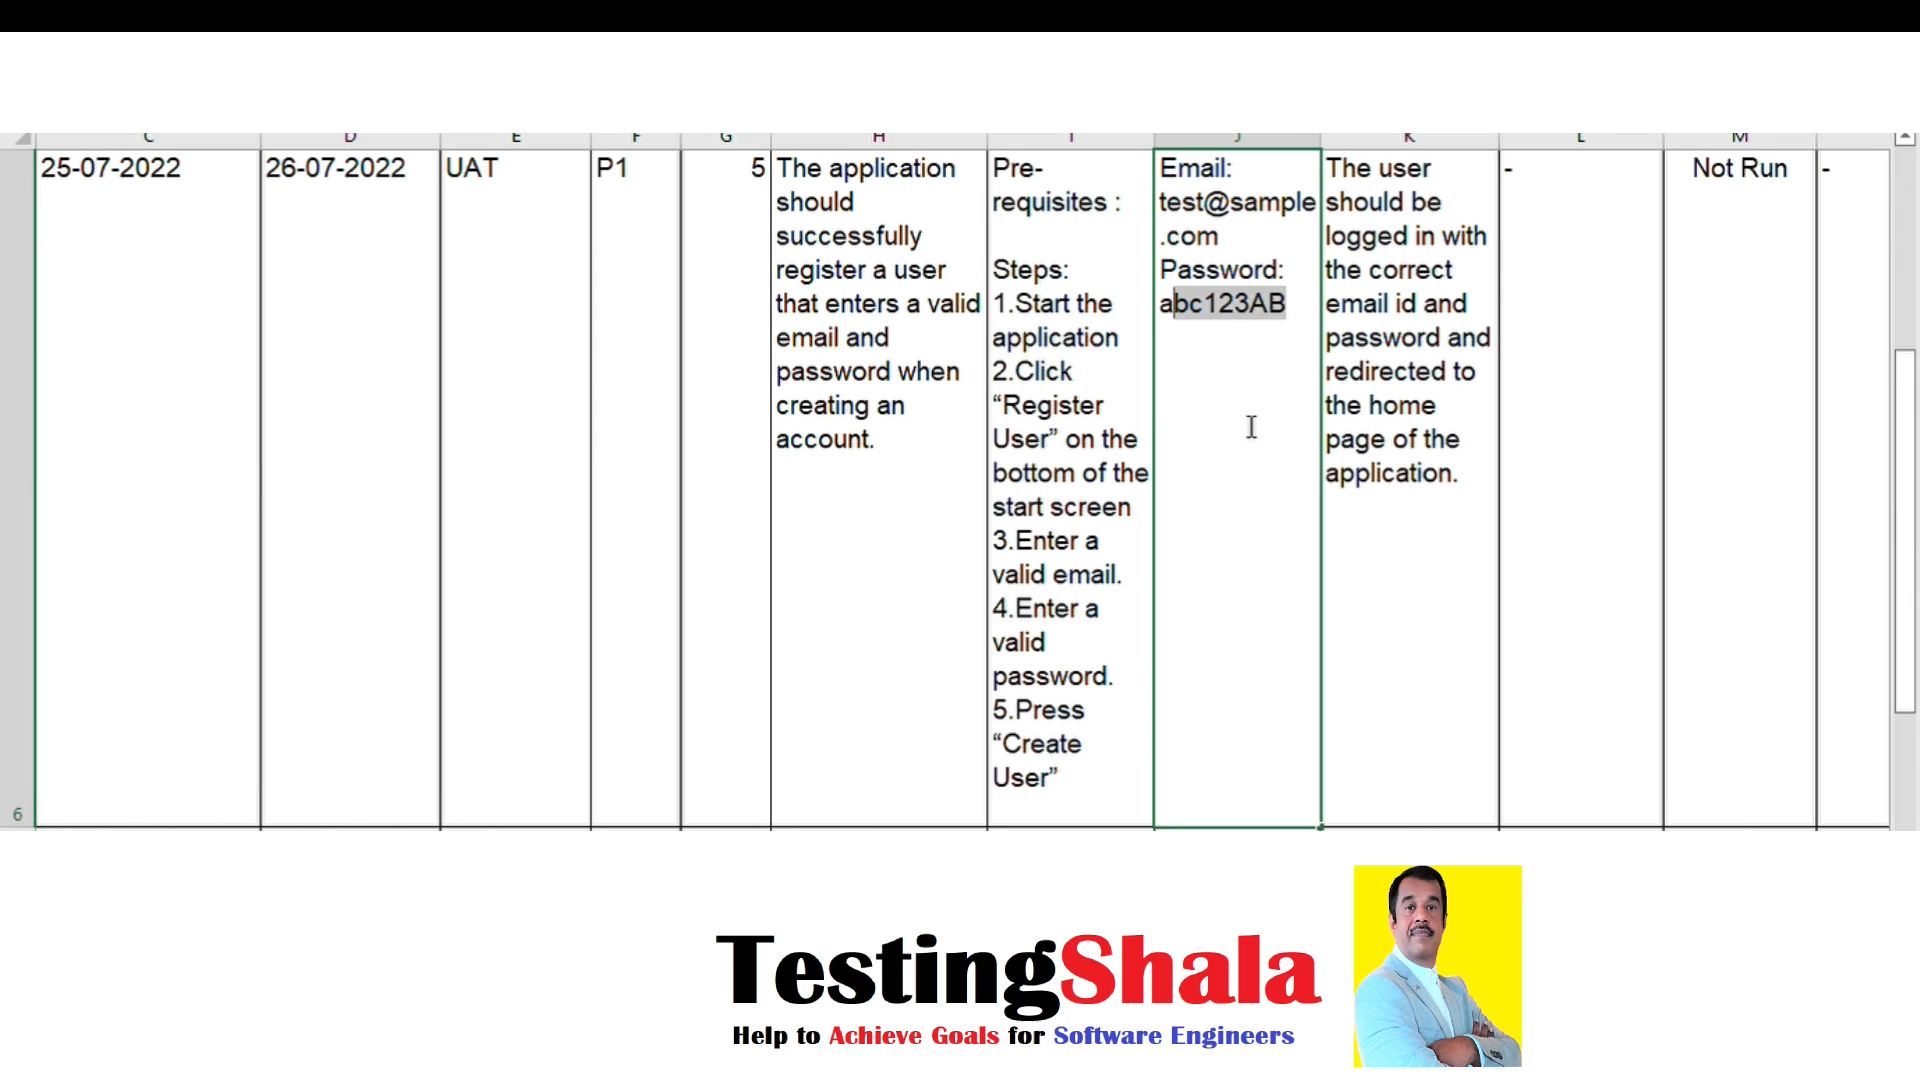 C D E F G H I J K L M
25-07-2022
26-07-2022
UAT
P1
5
The application
should
successfully
register a user
that enters a valid
email and
password when
creating an
account.
Pre-
requisites :
Steps:
1.Start the
application
2.Click
“Register
User” on the
bottom of the
start screen
3.Enter a
valid email.
4.Enter a
valid
password.
5.Press
“Create
User”
Email:
test@sample
.com
Password:
abc123AB
The user
should be
logged in with
the correct
email id and
password and
redirected to
the home
page of the
application.
-
Not Run
-
6
TestingShala
Help to Achieve Goals for Software Engineers